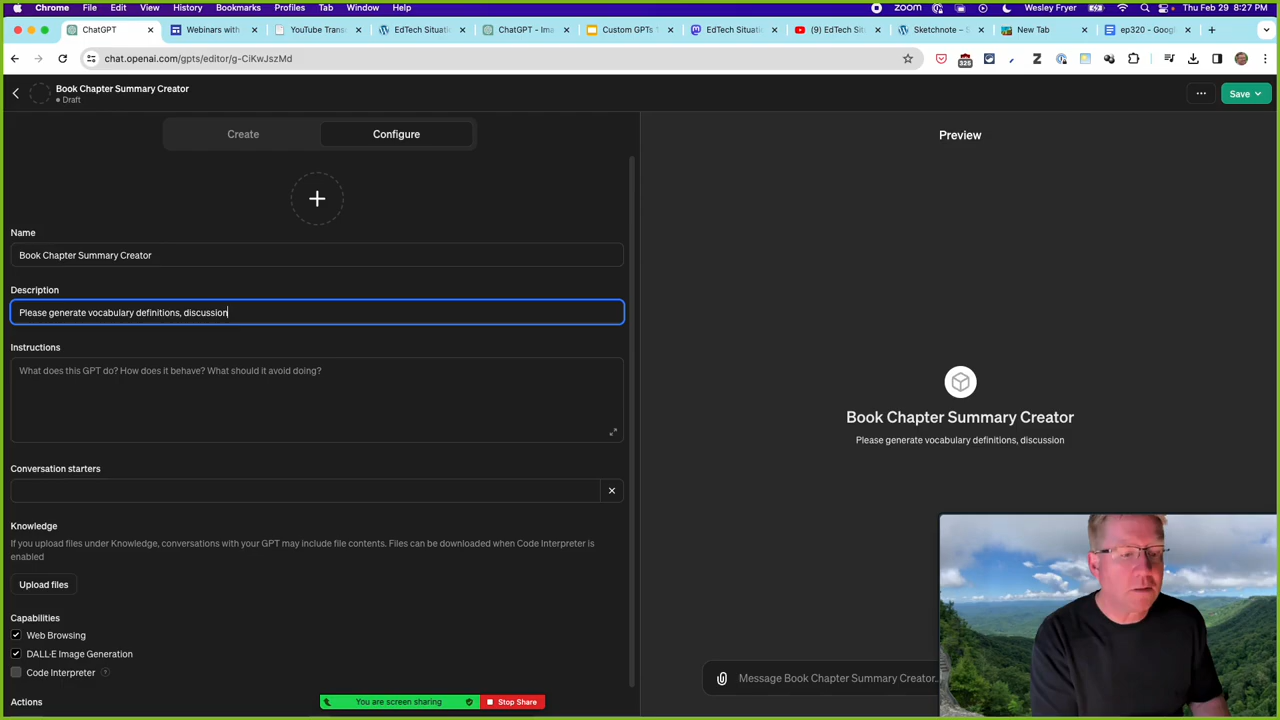 Chrome File Edit View History Bookmarks Profiles Tab Window Help zoom Wesley Fryer Thu Feb 29 8:27 PM
ChatGPT Webinars with YouTube Trans EdTech Situati ChatGPT - Ima Custom GPTs EdTech Situati (9) EdTech Situ Sketchnote - S New Tab ep320 - Googl
chat.openai.com/gpts/editor/g-CiKwJszMd 325
Book Chapter Summary Creator
Draft
Save
Create Configure
Preview
Name
Book Chapter Summary Creator
Description
Please generate vocabulary definitions, discussion
Instructions
What does this GPT do? How does it behave? What should it avoid doing?
Conversation starters
Knowledge
If you upload files under Knowledge, conversations with your GPT may include file contents. Files can be downloaded when Code Interpreter is
enabled
Upload files
Capabilities
Web Browsing
DALL·E Image Generation
Code Interpreter ?
Actions
You are screen sharing Stop Share
Book Chapter Summary Creator
Please generate vocabulary definitions, discussion
Message Book Chapter Summary Creator…